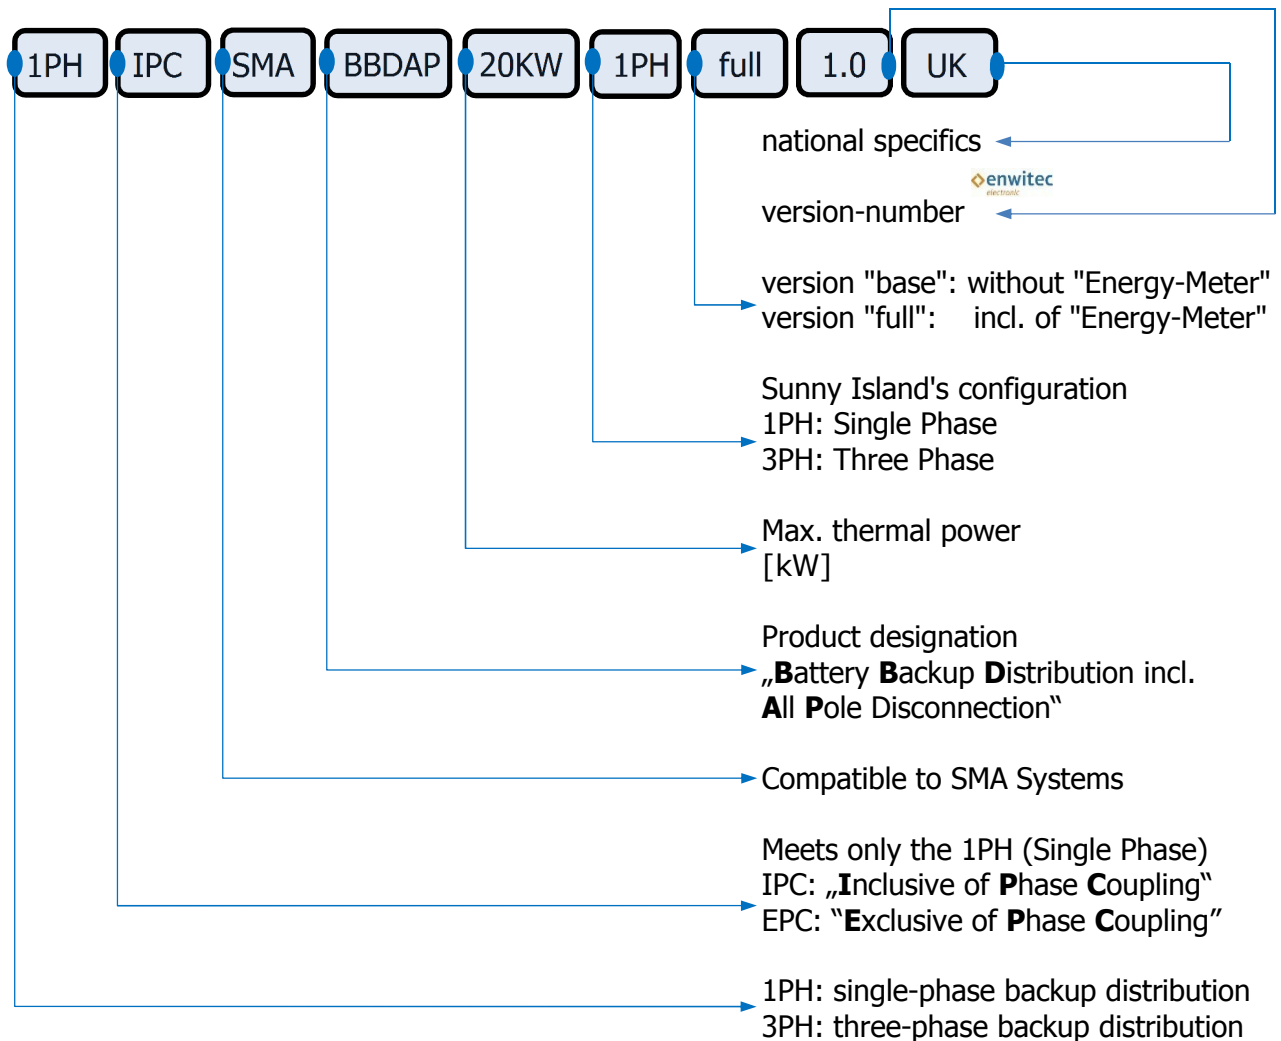 1PH IPC SMA BBDAP 20KW 1PH full 1.0 UK
national specifics
enwitec
electronic
version-number
version "base": without "Energy-Meter"
version "full": incl. of "Energy-Meter"
Sunny Island's configuration
1PH: Single Phase
3PH: Three Phase
Max. thermal power
[kW]
Product designation
„Battery Backup Distribution incl.
All Pole Disconnection‟
Compatible to SMA Systems
Meets only the 1PH (Single Phase)
IPC: „Inclusive of Phase Coupling‟
EPC: “Exclusive of Phase Coupling”
1PH: single-phase backup distribution
3PH: three-phase backup distribution